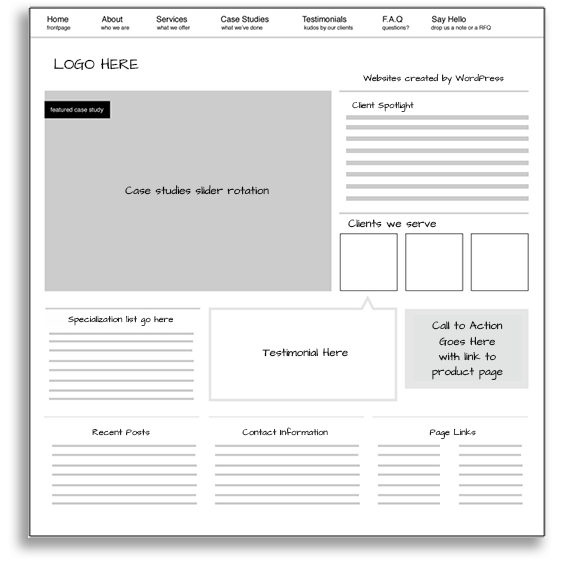 Home About Services Case Studies Testimonials F.A.Q Say Hello
frontpage who we are what we offer what we've done kudos by our clients questions? drop us a note or a RFQ
LOGO HERE
Websites created by WordPress
featured case study
Client Spotlight
Case studies slider rotation
Clients we serve
Specialization list go here
Testimonial Here
Call to Action
Goes Here
with link to
product page
Recent Posts
Contact Information
Page Links